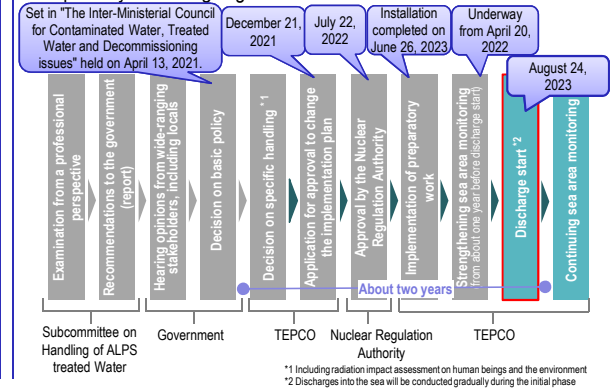 Set in "The Inter-Ministerial Council
for Contaminated Water, Treated
Water and Decommissioning
issues" held on April 13, 2021.
December 21,
2021
July 22,
2022
Installation
completed on
June 26, 2023
Underway
from April 20,
2022
August 24,
2023
Examination from a professional
perspective
Recommendations to the government
(report)
Hearing opinions from wide-ranging
stakeholders, including locals
Decision on basic policy
Decision on specific handling *1
Application for approval to change
the implementation plan
Approval by the Nuclear
Regulation Authority
Implementation of preparatory
work
Strengthening sea area monitoring
(from about one year before discharge start)
Discharge start *2
Continuing sea area monitoring
About two years
Subcommittee on
Handling of ALPS
treated Water
Government
TEPCO
Nuclear Regulation
Authority
TEPCO
*1 Including radiation impact assessment on human beings and the environment
*2 Discharges into the sea will be conducted gradually during the initial phase